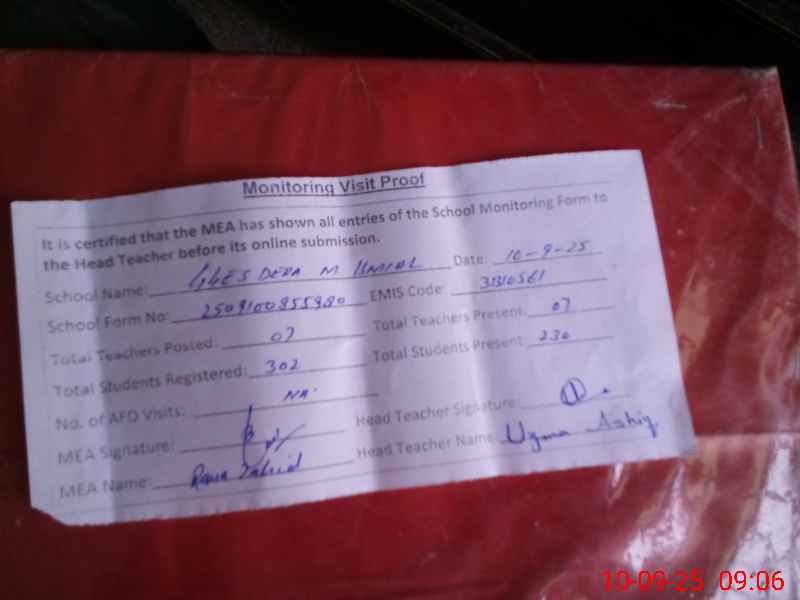 Monitoring Visit Proof
It is certified that the MEA has shown all entries of the School Monitoring Form to
the Head Teacher before its online submission.
School Name: GGES DERA M Date: 10-9-25
School Form No: 2509100955980 EMIS Code: 31310561
Total Teachers Posted: 07 Total Teachers Present: 07
Total Students Registered: 302 Total Students Present: 230
No. of AEO Visits: NA
MEA Signature: Head Teacher Signature:
MEA Name: Rana Zahid Head Teacher Name Uzma Ashiq
10-09-25 09:06